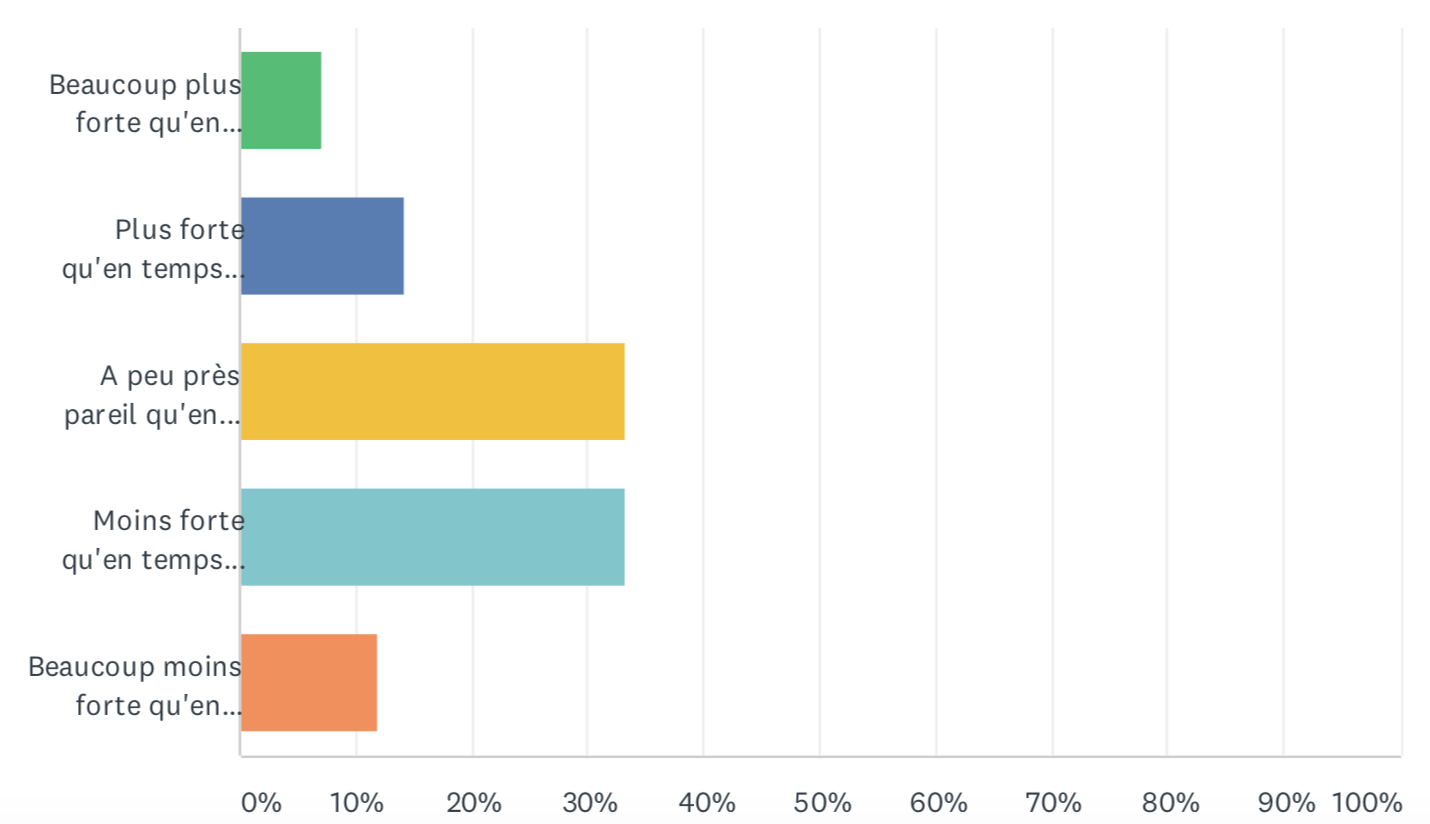 Beaucoup plus
forte qu'en...
Plus forte
qu'en temps...
A peu près
pareil qu'en...
Moins forte
qu'en temps...
Beaucoup moins
forte qu'en...
0% 10% 20% 30% 40% 50% 60% 70% 80% 90% 100%